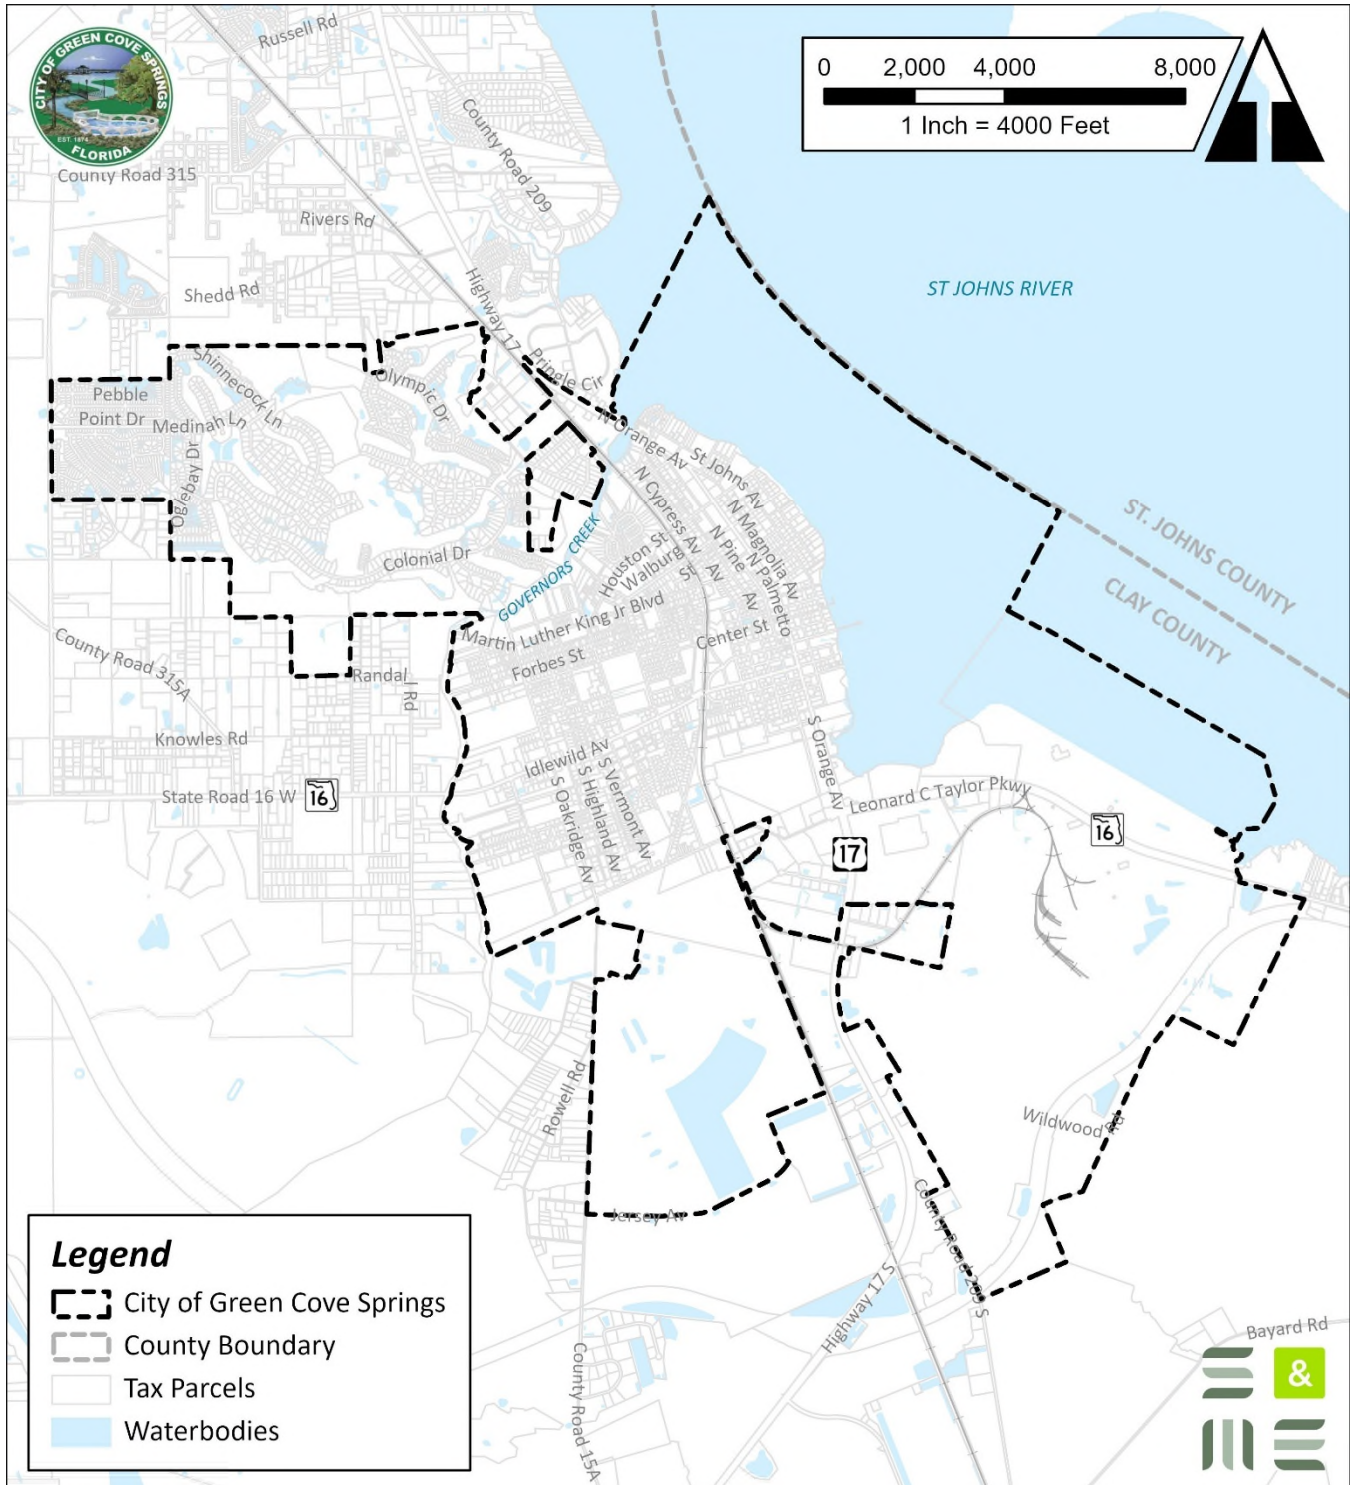 CITY OF GREEN COVE SPRINGS
EST. 1874
FLORIDA
0 2,000 4,000 8,000
1 Inch = 4000 Feet
Russell Rd
County Road 209
County Road 315
Rivers Rd
Shedd Rd
Highway 17
ST JOHNS RIVER
Pringle Cir
Shinnecock Ln
Olympic Dr
Pebble
Point Dr
Medinah Ln
Oglebay Dr
N Orange Av
St Johns Av
N Cypress Av
N Magnolia Av
N Pine Av
N Palmetto Av
Houston St
Walburg St
Colonial Dr
GOVERNORS CREEK
ST. JOHNS COUNTY
CLAY COUNTY
Martin Luther King Jr Blvd
Center St
Forbes St
County Road 315A
Randall Rd
Knowles Rd
Idlewild Av
S Vermont Av
S Highland Av
S Oakridge Av
S Orange Av
State Road 16 W
16
Leonard C Taylor Pkwy
16
17
Rowell Rd
Wildwood Rd
Jersey Av
County Road 209 S
Highway 17 S
County Road 15A
Bayard Rd
Legend
City of Green Cove Springs
County Boundary
Tax Parcels
Waterbodies
S &
ME